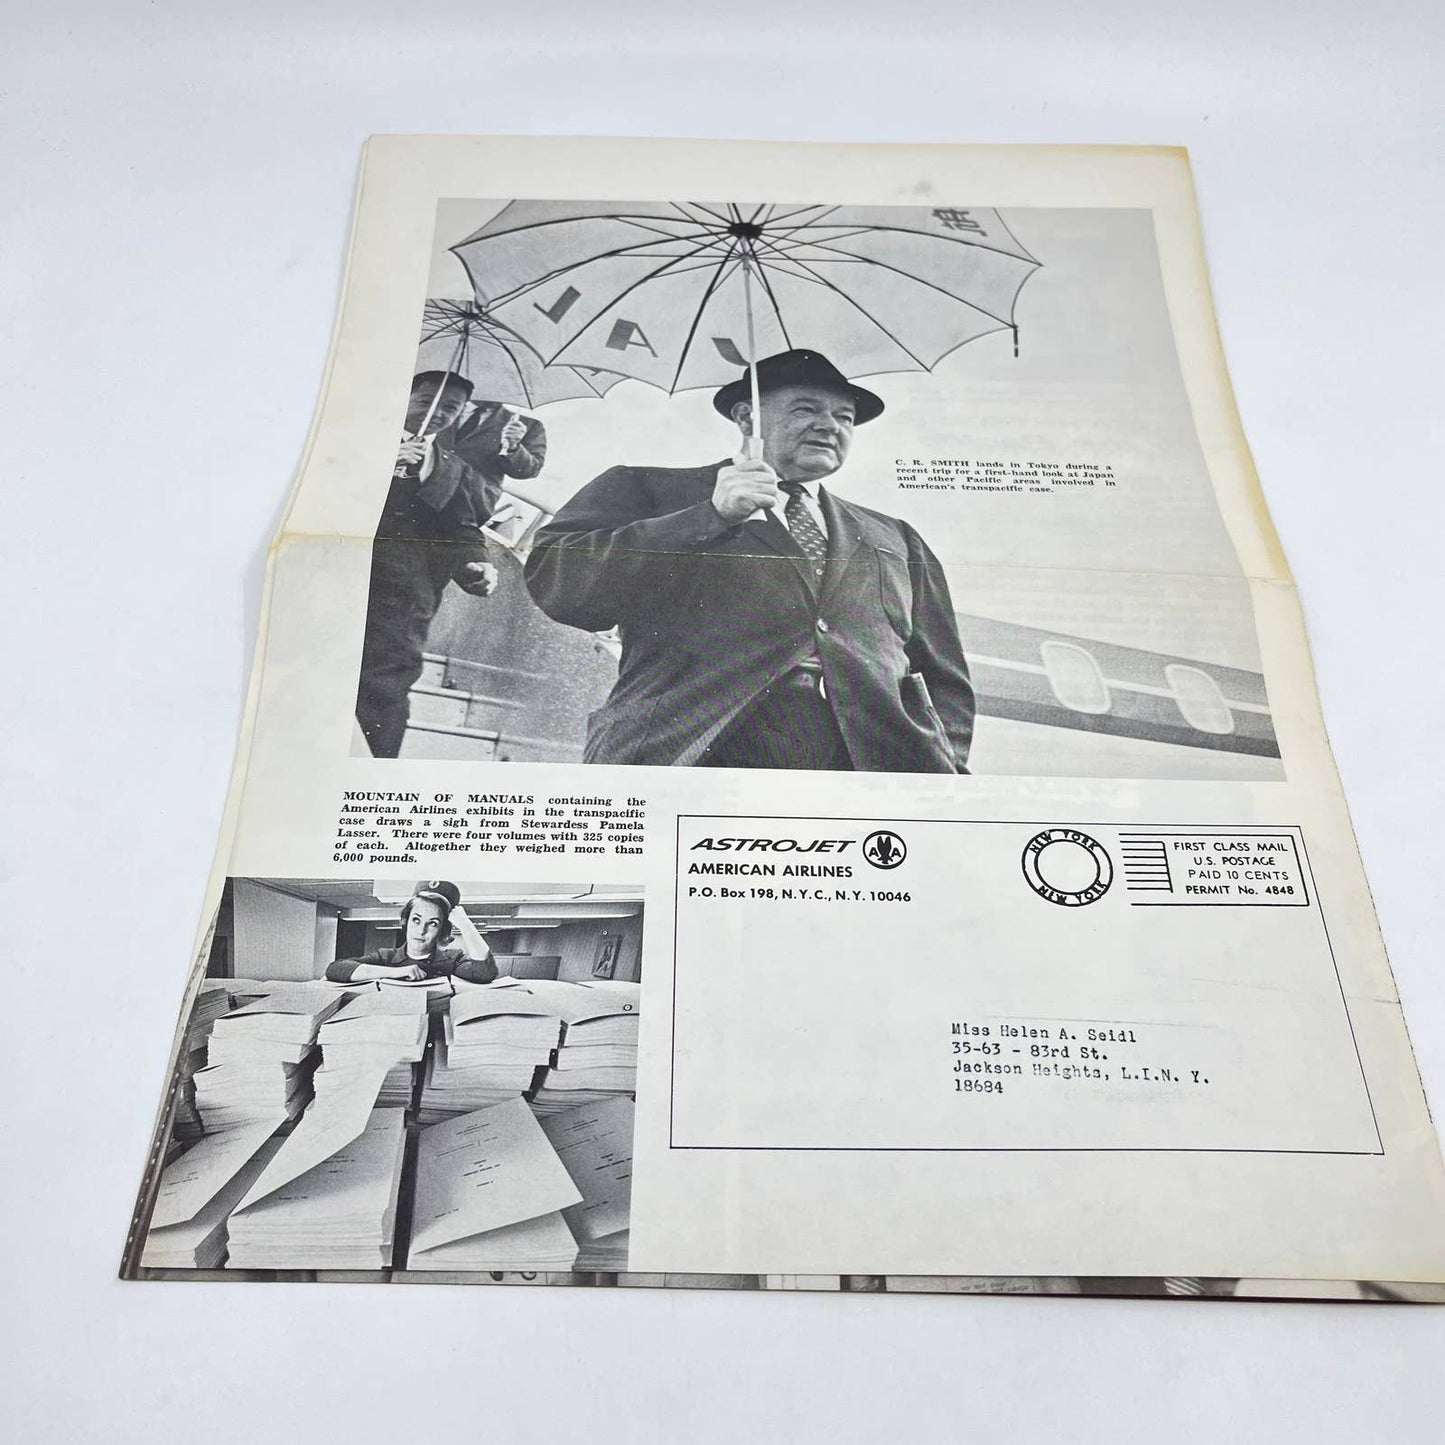 J A L
C. R. SMITH lands in Tokyo during a
recent trip for a first-hand look at Japan
and other Pacific areas involved in
American's transpacific case.
MOUNTAIN OF MANUALS containing the
American Airlines exhibits in the transpacific
case draws a sigh from Stewardess Pamela
Lasser. There were four volumes with 325 copies
of each. Altogether they weighed more than
6,000 pounds.
ASTROJET A A
AMERICAN AIRLINES
P.O. Box 198, N.Y.C., N.Y. 10046
NEW YORK
NEW YORK
FIRST CLASS MAIL
U.S. POSTAGE
PAID 10 CENTS
PERMIT No. 4848
Miss Helen A. Seidl
35-63 - 83rd St.
Jackson Heights, L.I.N. Y.
18684